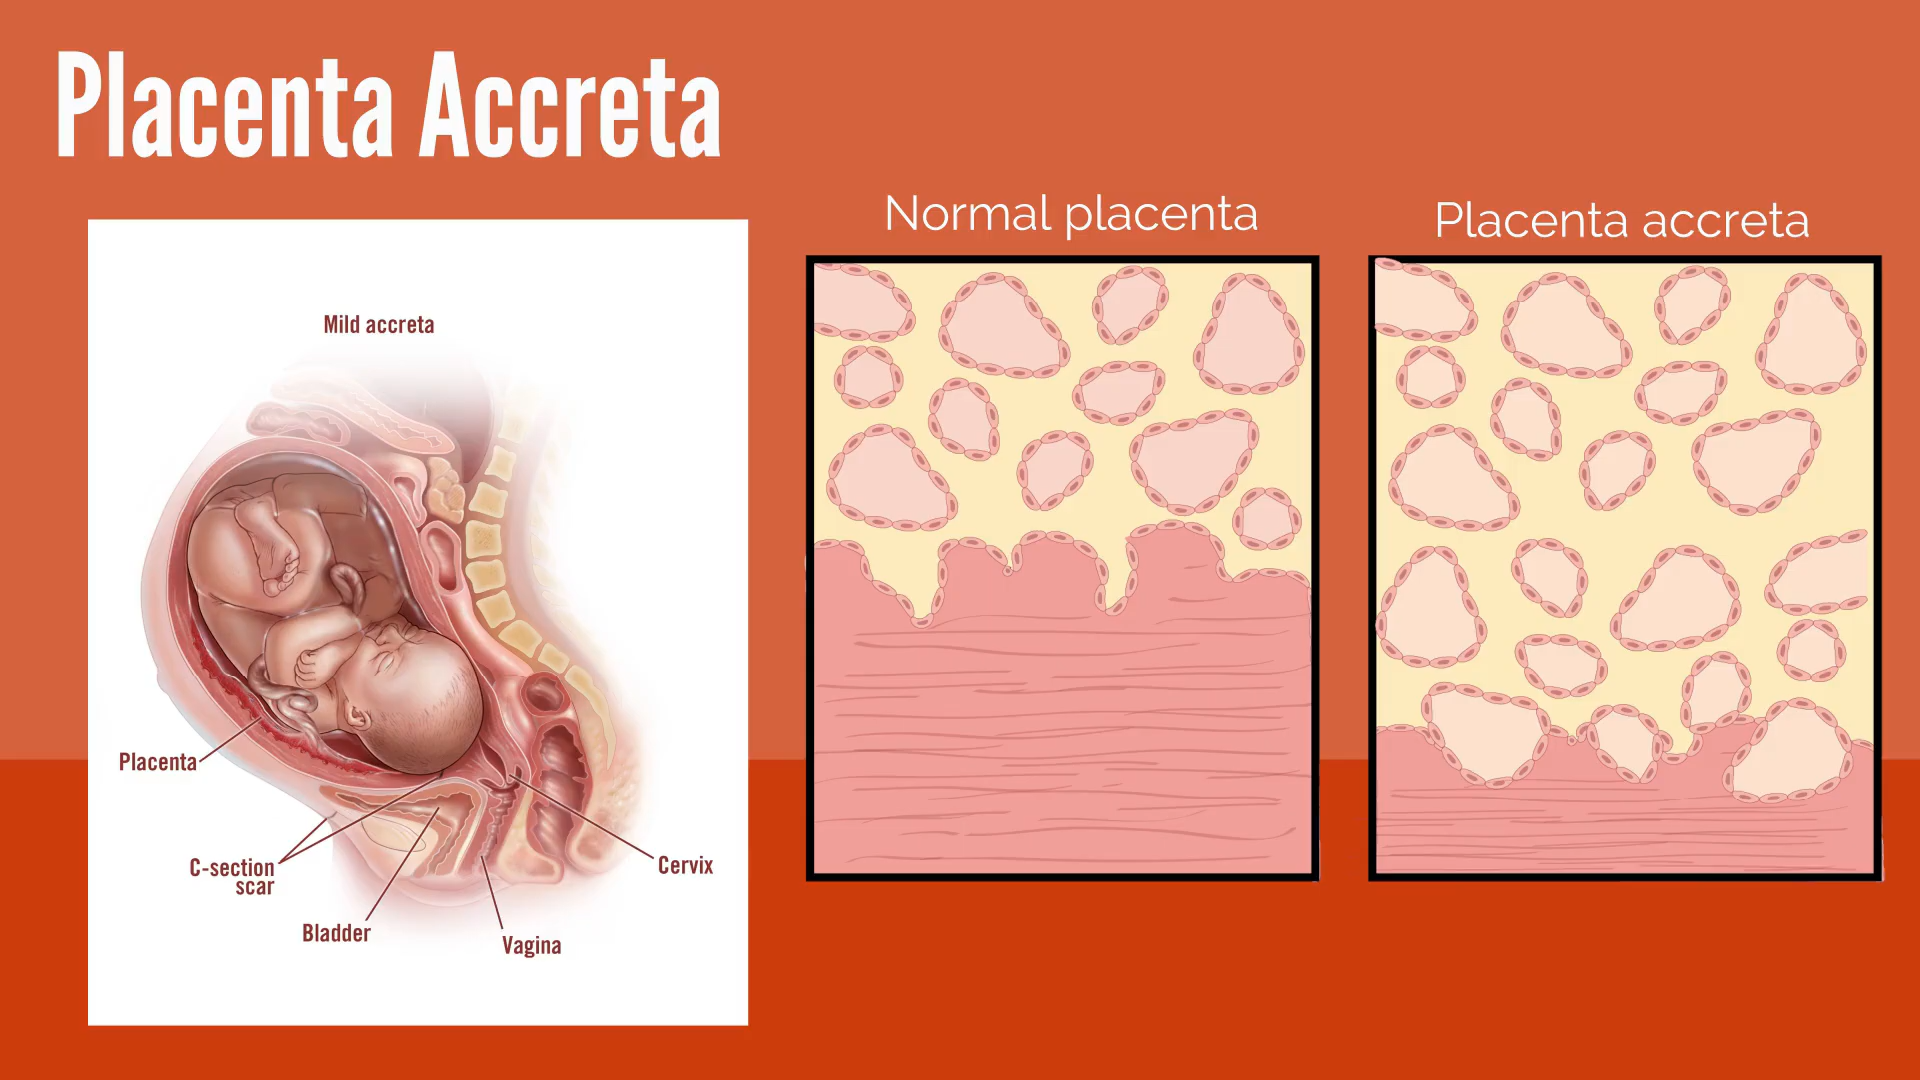 Placenta Accreta
Normal placenta
Placenta accreta
Mild accreta
Placenta
C-section
scar
Cervix
Bladder
Vagina